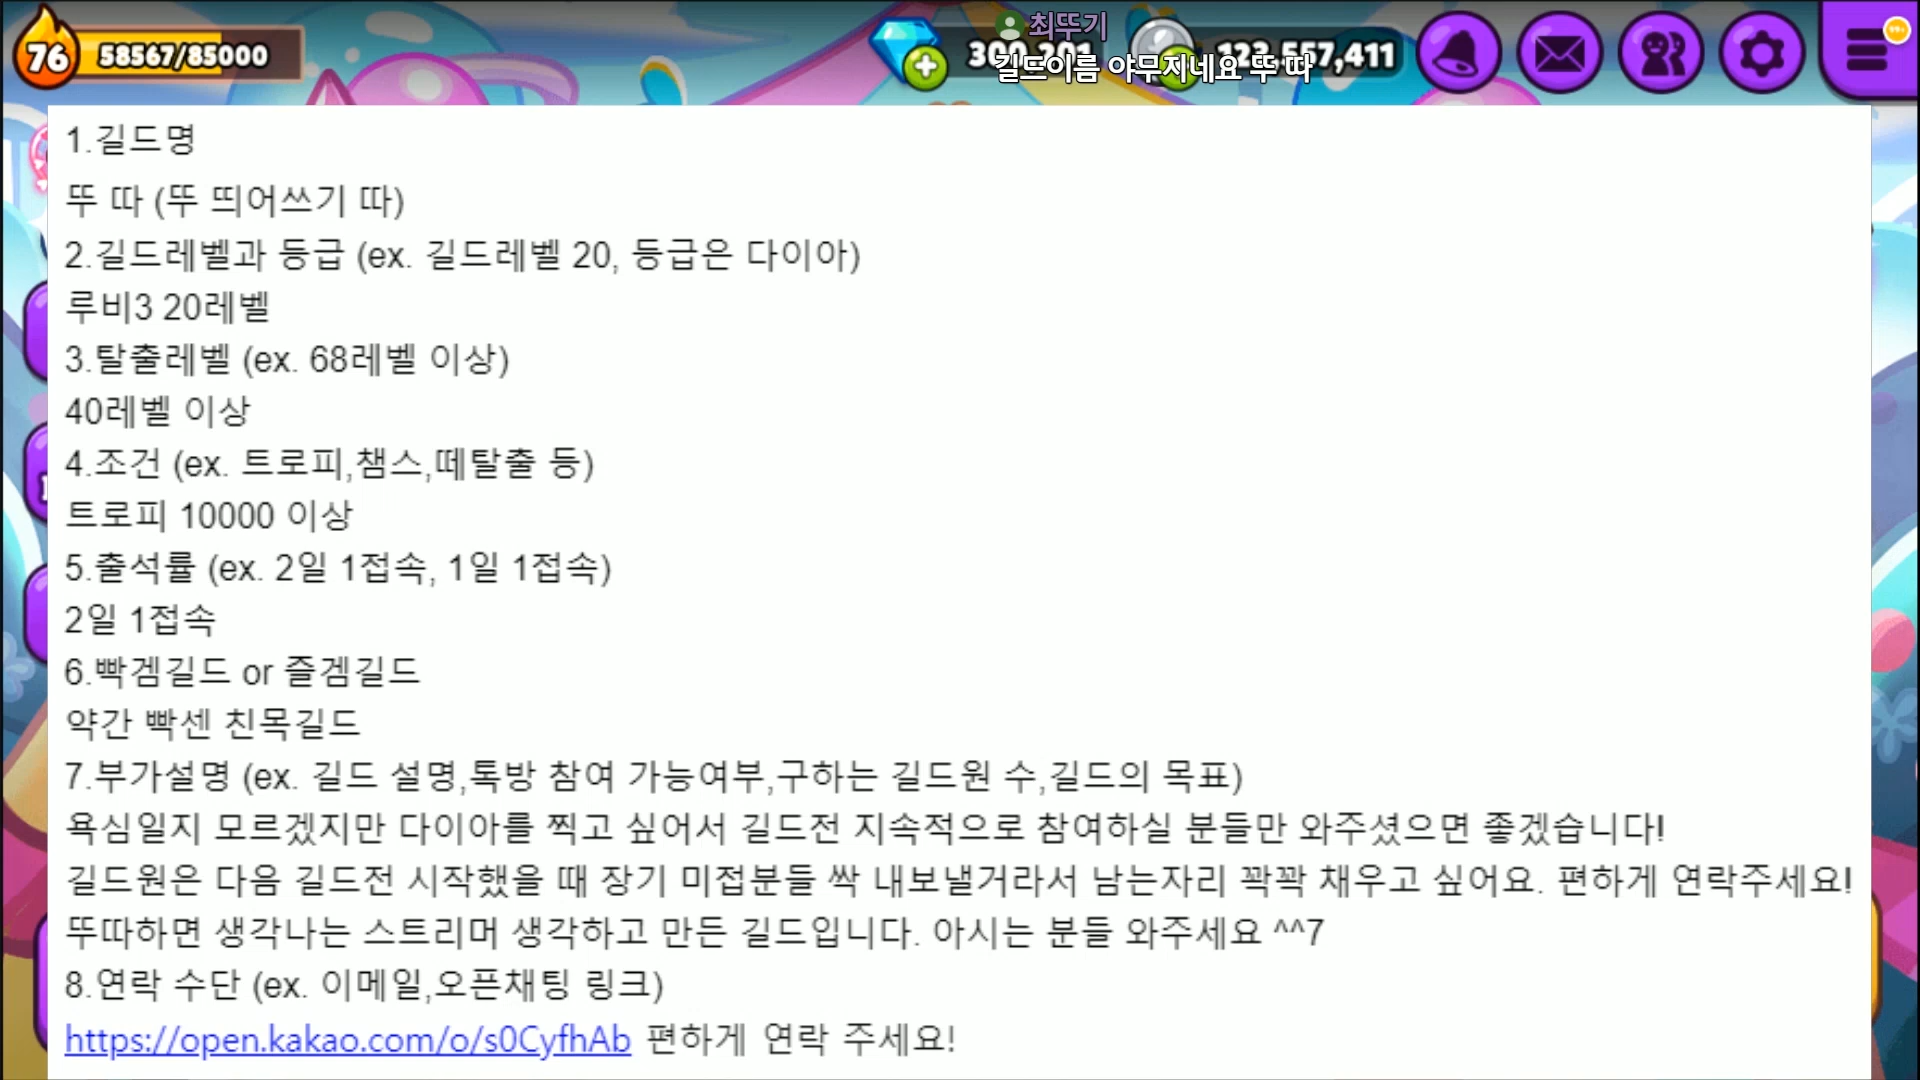 76 58567/85000 123,557,411 99+
최뚜기
길드이름 야무지네요 뚜 따
1.길드명
뚜 따 (뚜 띄어쓰기 따)
2.길드레벨과 등급 (ex. 길드레벨 20, 등급은 다이아)
루비3 20레벨
3.탈출레벨 (ex. 68레벨 이상)
40레벨 이상
4.조건 (ex. 트로피,챔스,떼탈출 등)
트로피 10000 이상
5.출석률 (ex. 2일 1접속, 1일 1접속)
2일 1접속
6.빡겜길드 or 즐겜길드
약간 빡센 친목길드
7.부가설명 (ex. 길드 설명,톡방 참여 가능여부,구하는 길드원 수,길드의 목표)
욕심일지 모르겠지만 다이아를 찍고 싶어서 길드전 지속적으로 참여하실 분들만 와주셨으면 좋겠습니다!
길드원은 다음 길드전 시작했을 때 장기 미접분들 싹 내보낼거라서 남는자리 꽉꽉 채우고 싶어요. 편하게 연락주세요!
뚜따하면 생각나는 스트리머 생각하고 만든 길드입니다. 아시는 분들 와주세요 ^^7
8.연락 수단 (ex. 이메일,오픈채팅 링크)
https://open.kakao.com/o/s0CyfhAb 편하게 연락 주세요!